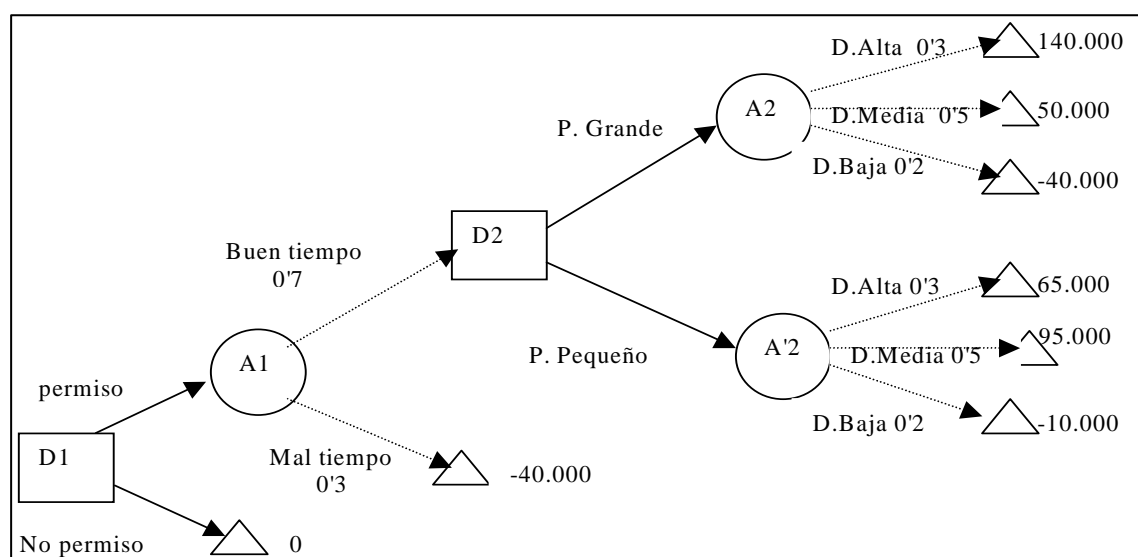 D.Alta 0'3
140.000
A2
D.Media 0'5
50.000
P. Grande
D.Baja 0'2
-40.000
D2
Buen tiempo
0'7
D.Alta 0'3
65.000
95.000
P. Pequeño
A'2
D.Media 0'5
A1
permiso
D.Baja 0'2
-10.000
D1
Mal tiempo
0'3
-40.000
No permiso
0